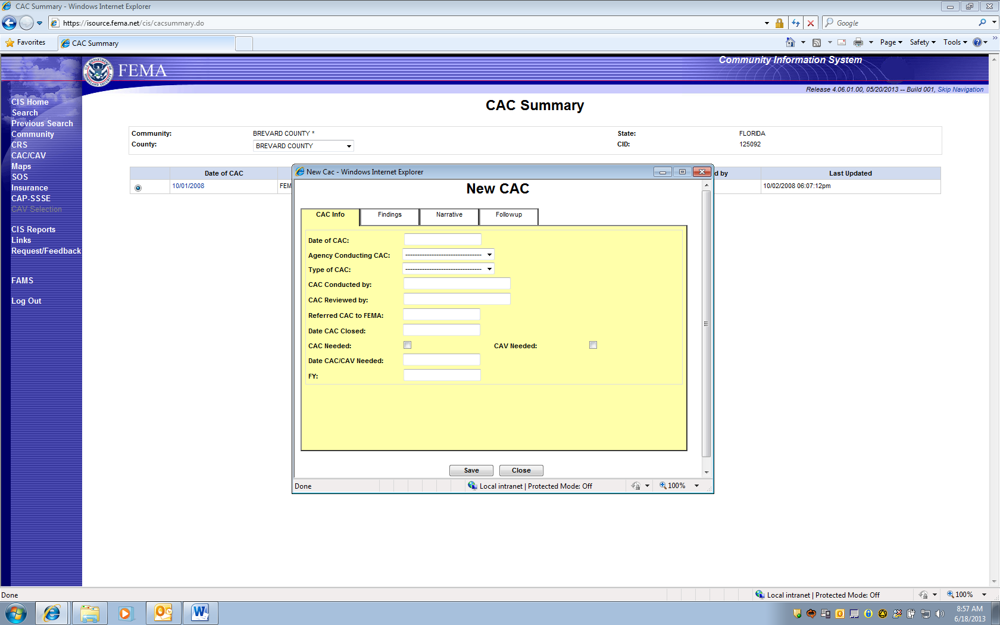 CAC Summary - Windows Internet Explorer
https://isource.fema.net/cis/cacsummary.do
Google
Favorites
CAC Summary
Page
Safety
Tools
FEMA
Community Information System
Release 4.06.01.00, 05/20/2013 -- Build 001, Skip Navigation
CIS Home
Search
Previous Search
Community
CRS
CAC/CAV
Maps
SOS
Insurance
CAP-SSSE
CAV Selection
CIS Reports
Links
Request/Feedback
FAMS
Log Out
CAC Summary
Community: BREVARD COUNTY * State: FLORIDA
County: BREVARD COUNTY CID: 125092
Date of CAC d by Last Updated
10/01/2008 FEM 10/02/2008 06:07:12pm
New Cac - Windows Internet Explorer
New CAC
CAC Info Findings Narrative Followup
Date of CAC:
Agency Conducting CAC: --------------------------------
Type of CAC: --------------------------------
CAC Conducted by:
CAC Reviewed by:
Referred CAC to FEMA:
Date CAC Closed:
CAC Needed: CAV Needed:
Date CAC/CAV Needed:
FY:
Save Close
Done Local intranet | Protected Mode: Off 100%
Done Local intranet | Protected Mode: Off 100%
8:57 AM
6/18/2013